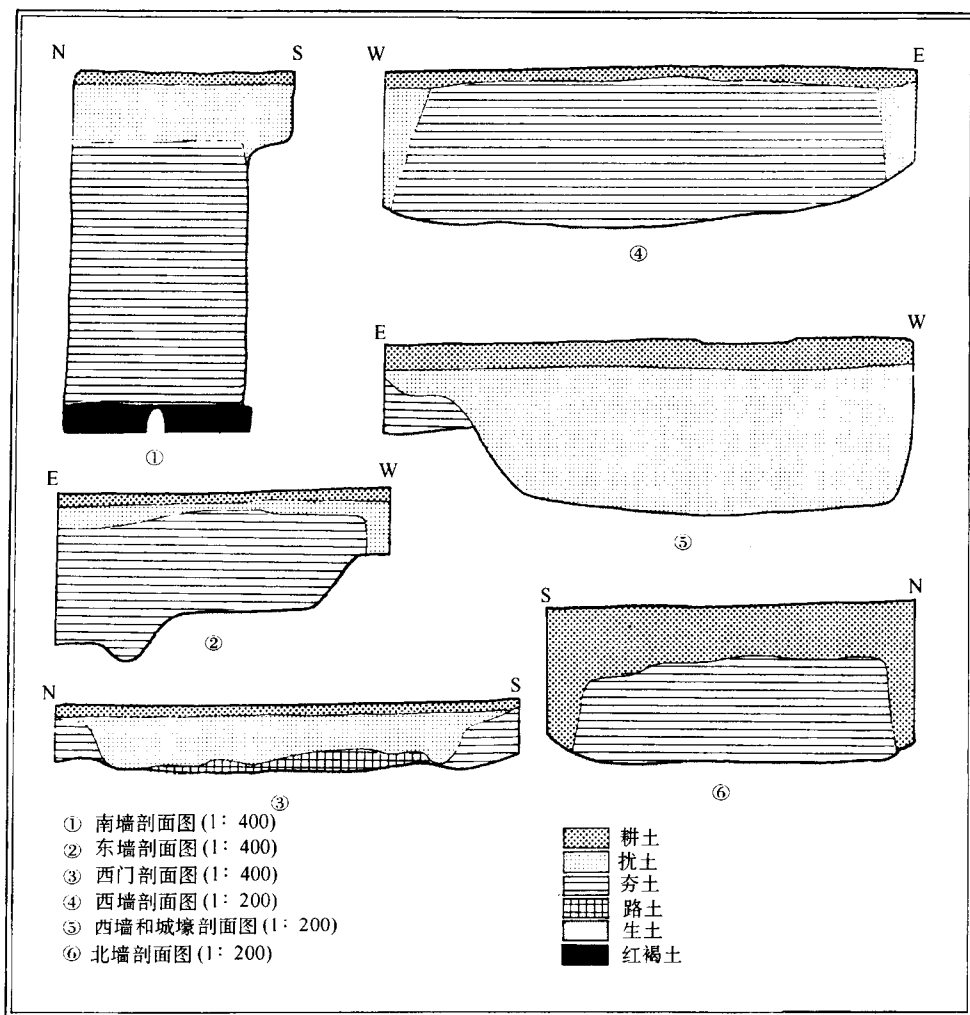 N S
W E
④
①
E W
⑤
E W
②
S N
⑥
N S
③
① 南墙剖面图(1: 400)
② 东墙剖面图(1: 400)
③ 西门剖面图(1: 400)
④ 西墙剖面图(1: 200)
⑤ 西墙和城壕剖面图(1: 200)
⑥ 北墙剖面图(1: 200)
耕土
扰土
夯土
路土
生土
红褐土